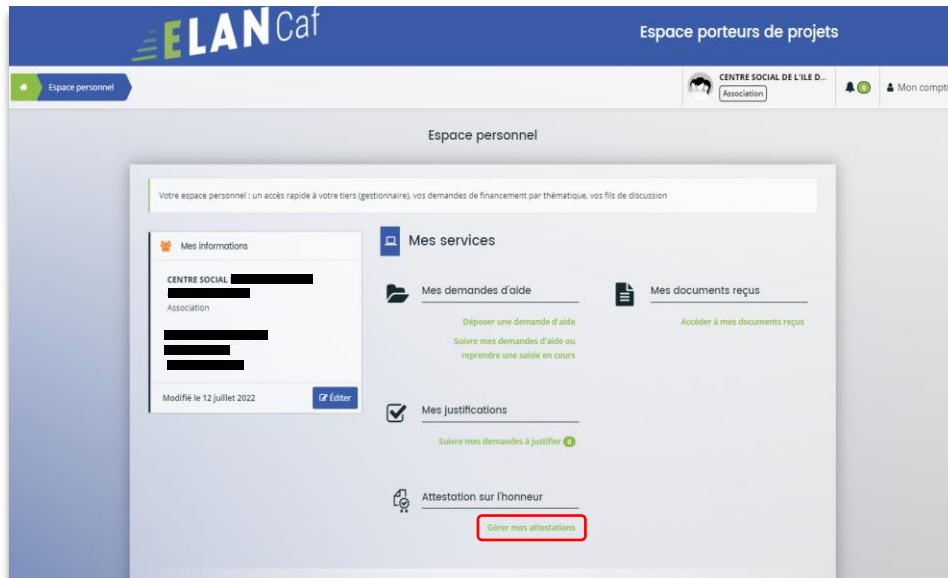 ELANCaf
Espace porteurs de projets
Espace personnel
CENTRE SOCIAL DE L'ILE D...
Association
0
Mon compte
Espace personnel
Votre espace personnel : un accès rapide à votre tiers (gestionnaire), vos demandes de financement par thématique, vos fils de discussion
Mes informations
CENTRE SOCIAL
Association
Modifié le 12 juillet 2022
Éditer
Mes services
Mes demandes d'aide
Déposer une demande d'aide
Suivre mes demandes d'aide ou
reprendre une saisie en cours
Mes documents reçus
Accéder à mes documents reçus
Mes justifications
Suivre mes demandes à justifier 0
Attestation sur l'honneur
Gérer mes attestations